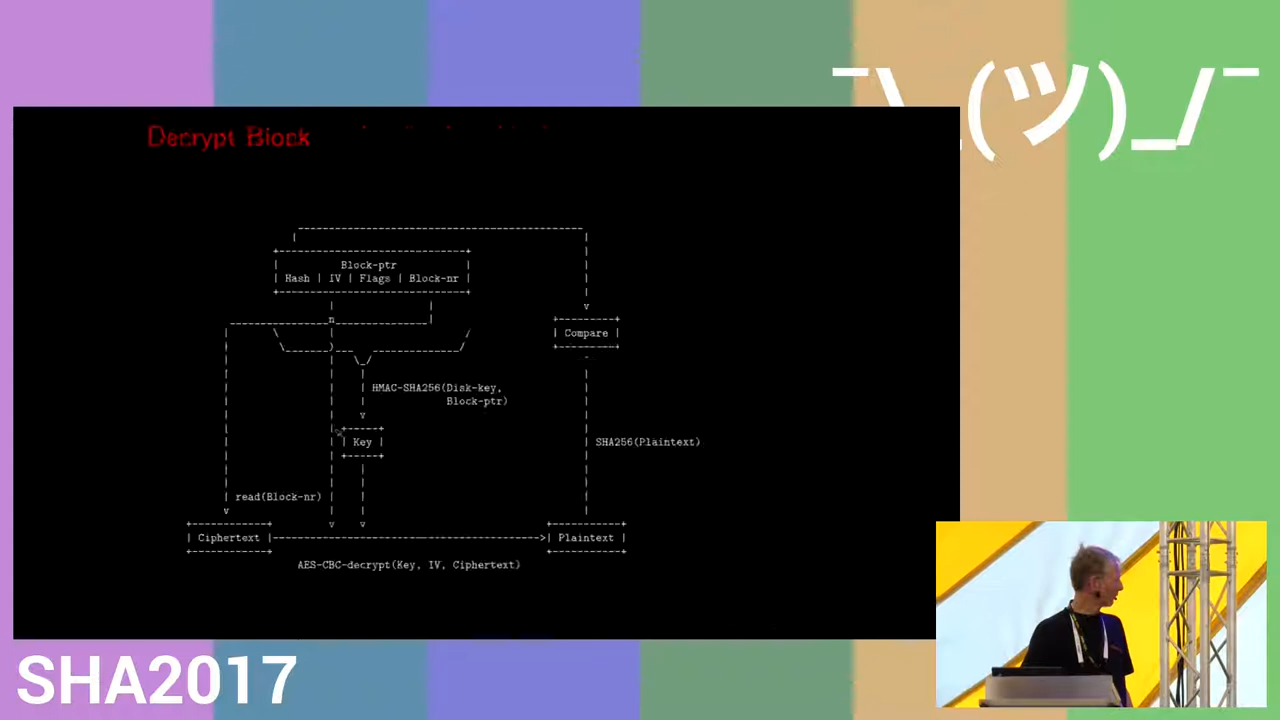 ¯\_(ツ)_/¯
Decrypt Block
Block-ptr
| Hash | IV | Flags | Block-nr |
| Compare |
HMAC-SHA256(Disk-key,
Block-ptr)
| Key |
SHA256(Plaintext)
read(Block-nr)
| Ciphertext |
| Plaintext |
AES-CBC-decrypt(Key, IV, Ciphertext)
SHA2017